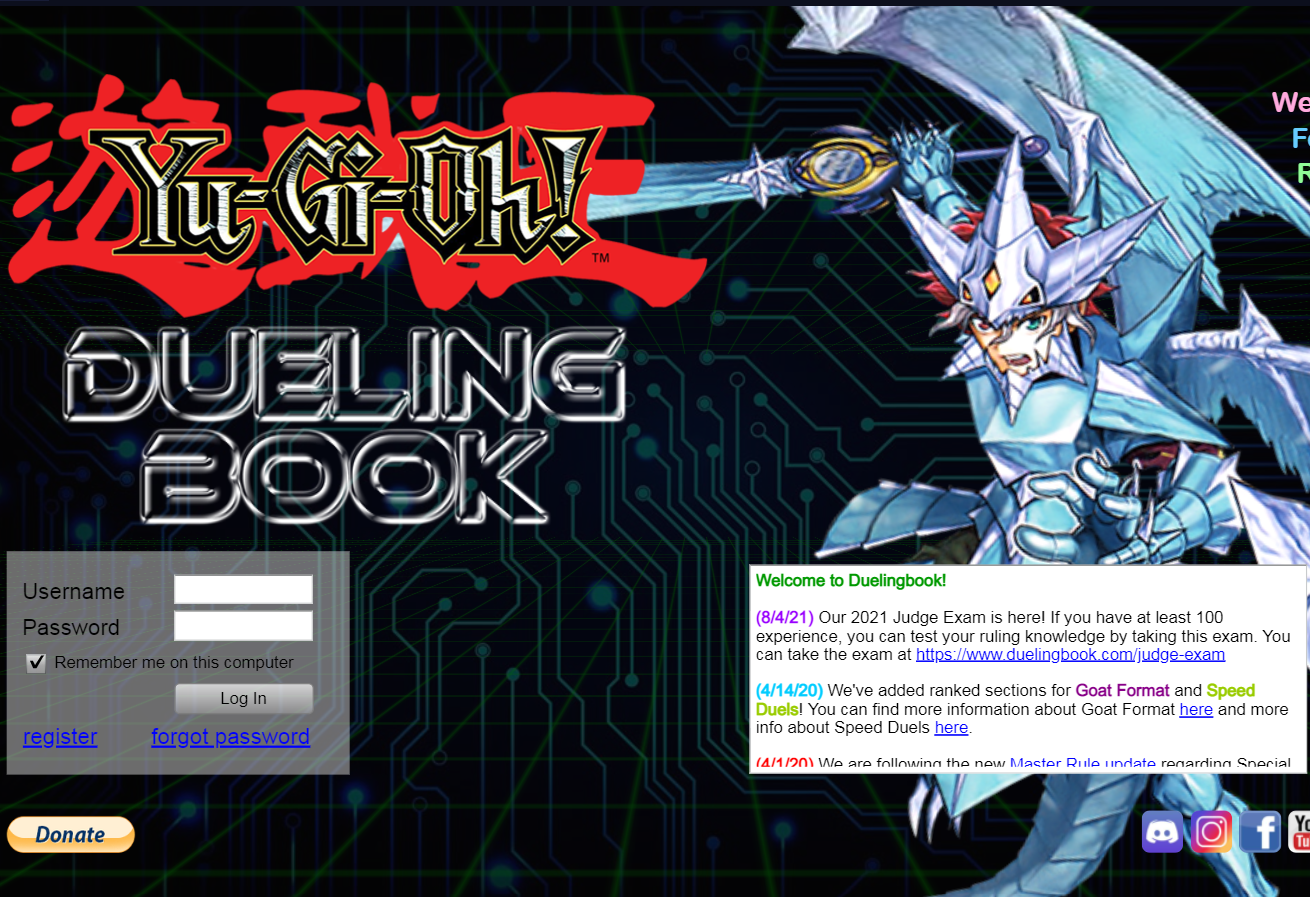 遊戯王
Yu-Gi-Oh!
TM
DUELING
BOOK
We
Fo
R
Username
Password
Remember me on this computer
Log In
register forgot password
Donate
Welcome to Duelingbook!
(8/4/21) Our 2021 Judge Exam is here! If you have at least 100
experience, you can test your ruling knowledge by taking this exam. You
can take the exam at https://www.duelingbook.com/judge-exam
(4/14/20) We've added ranked sections for Goat Format and Speed
Duels! You can find more information about Goat Format here and more
info about Speed Duels here.
(4/1/20) We are following the new Master Rule update regarding Special